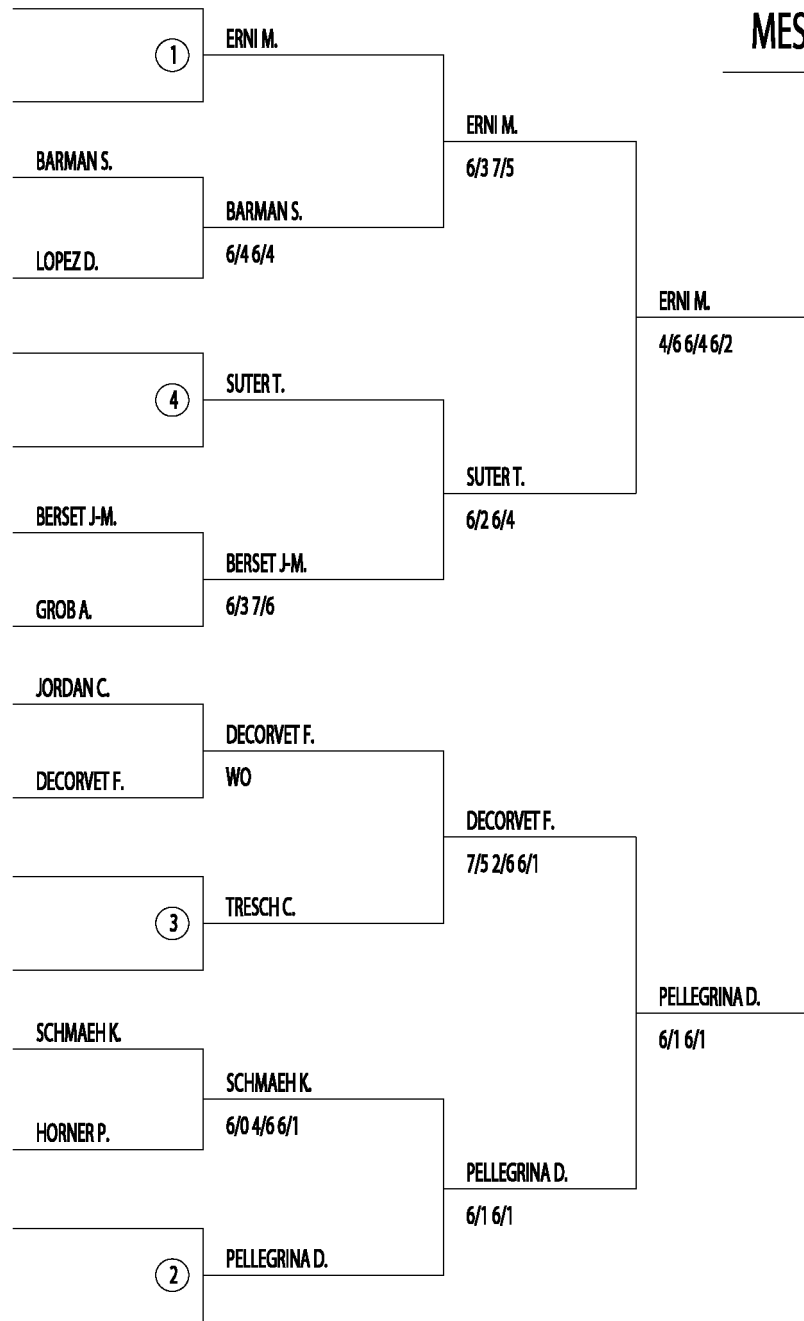 MES
1
ERNI M.
ERNI M.
6/3 7/5
BARMAN S.
BARMAN S.
6/4 6/4
LOPEZ D.
ERNI M.
4/6 6/4 6/2
4
SUTER T.
SUTER T.
6/2 6/4
BERSET J-M.
BERSET J-M.
6/3 7/6
GROB A.
JORDAN C.
DECORVET F.
WO
DECORVET F.
DECORVET F.
7/5 2/6 6/1
3
TRESCH C.
PELLEGRINA D.
6/1 6/1
SCHMAEH K.
SCHMAEH K.
6/0 4/6 6/1
HORNER P.
PELLEGRINA D.
6/1 6/1
2
PELLEGRINA D.